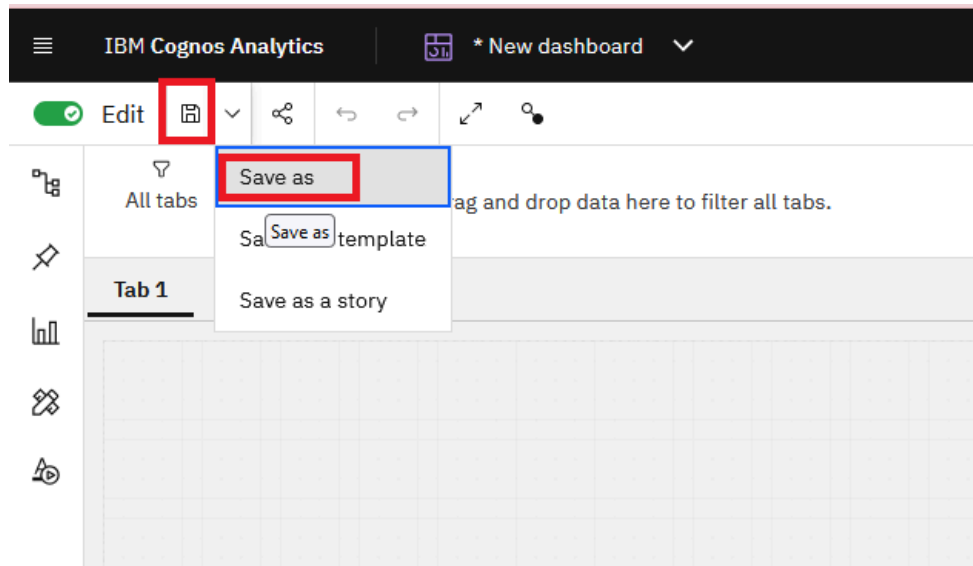 IBM Cognos Analytics
* New dashboard
Edit
All tabs
Save as
ag and drop data here to filter all tabs.
Save as
Sa template
Save as a story
Tab 1